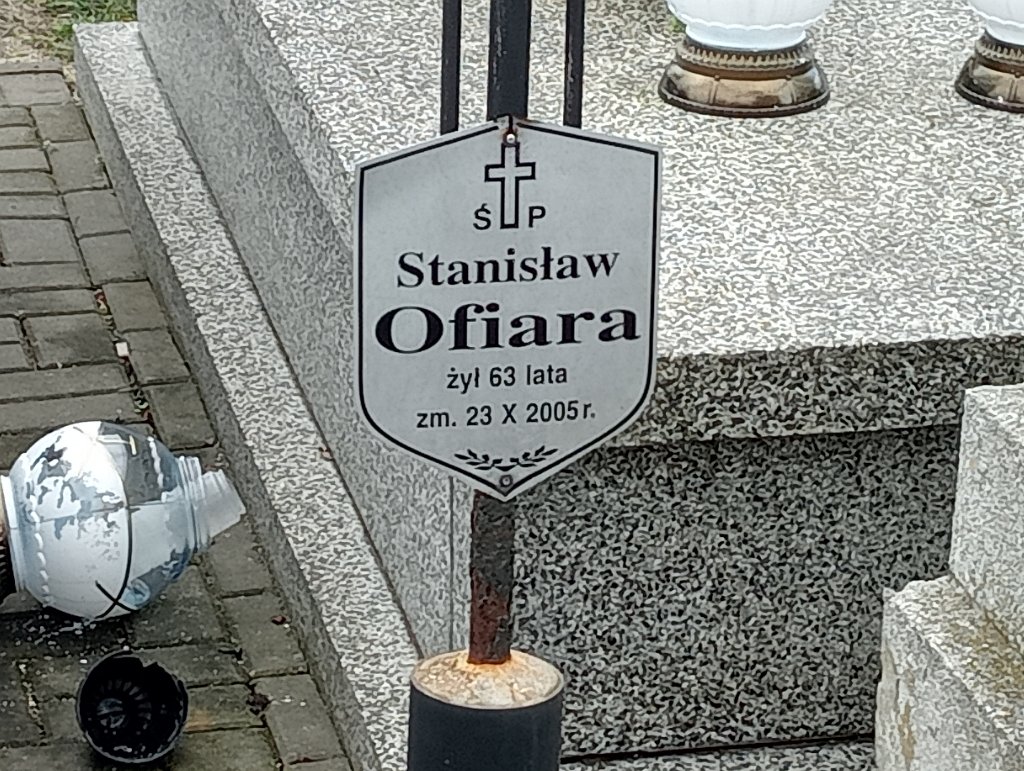 Ś P
Stanisław
Ofiara
żył 63 lata
zm. 23 X 2005 r.